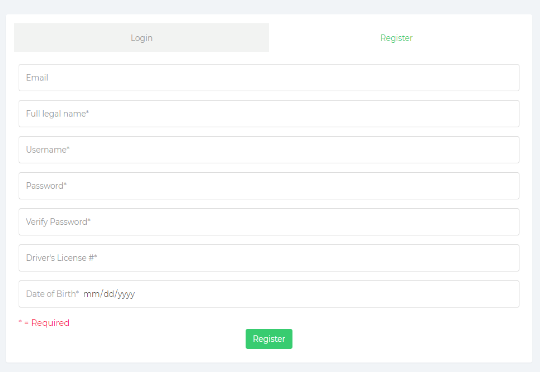 Login Register
Email
Full legal name*
Username*
Password*
Verify Password*
Driver's License #*
Date of Birth* mm/dd/yyyy
* = Required
Register